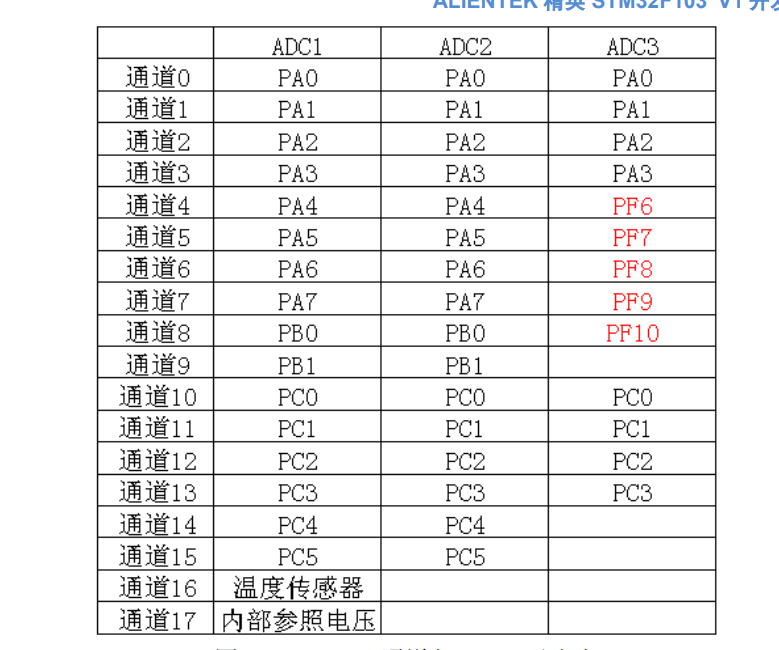 ALIENTEK 精英 STM32F103 V1 开发
ADC1 ADC2 ADC3
通道0 PA0 PA0 PA0
通道1 PA1 PA1 PA1
通道2 PA2 PA2 PA2
通道3 PA3 PA3 PA3
通道4 PA4 PA4 PF6
通道5 PA5 PA5 PF7
通道6 PA6 PA6 PF8
通道7 PA7 PA7 PF9
通道8 PB0 PB0 PF10
通道9 PB1 PB1
通道10 PC0 PC0 PC0
通道11 PC1 PC1 PC1
通道12 PC2 PC2 PC2
通道13 PC3 PC3 PC3
通道14 PC4 PC4
通道15 PC5 PC5
通道16 温度传感器
通道17 内部参照电压